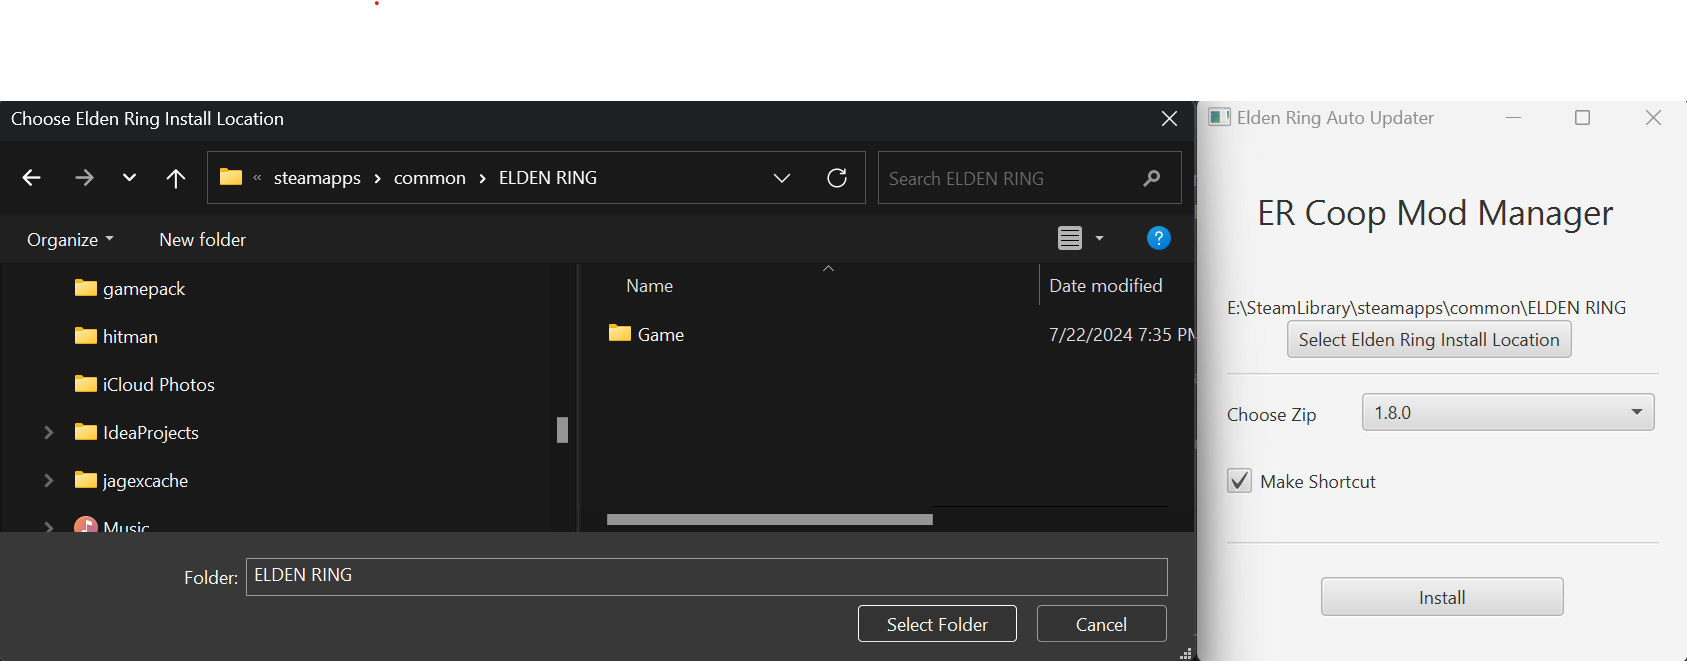 Choose Elden Ring Install Location
« steamapps > common > ELDEN RING
Search ELDEN RING
Organize
New folder
?
gamepack
hitman
iCloud Photos
IdeaProjects
jagexcache
Music
Name
Date modified
Game
7/22/2024 7:35 PM
Folder:
ELDEN RING
Select Folder
Cancel
Elden Ring Auto Updater
ER Coop Mod Manager
E:\SteamLibrary\steamapps\common\ELDEN RING
Select Elden Ring Install Location
Choose Zip
1.8.0
Make Shortcut
Install